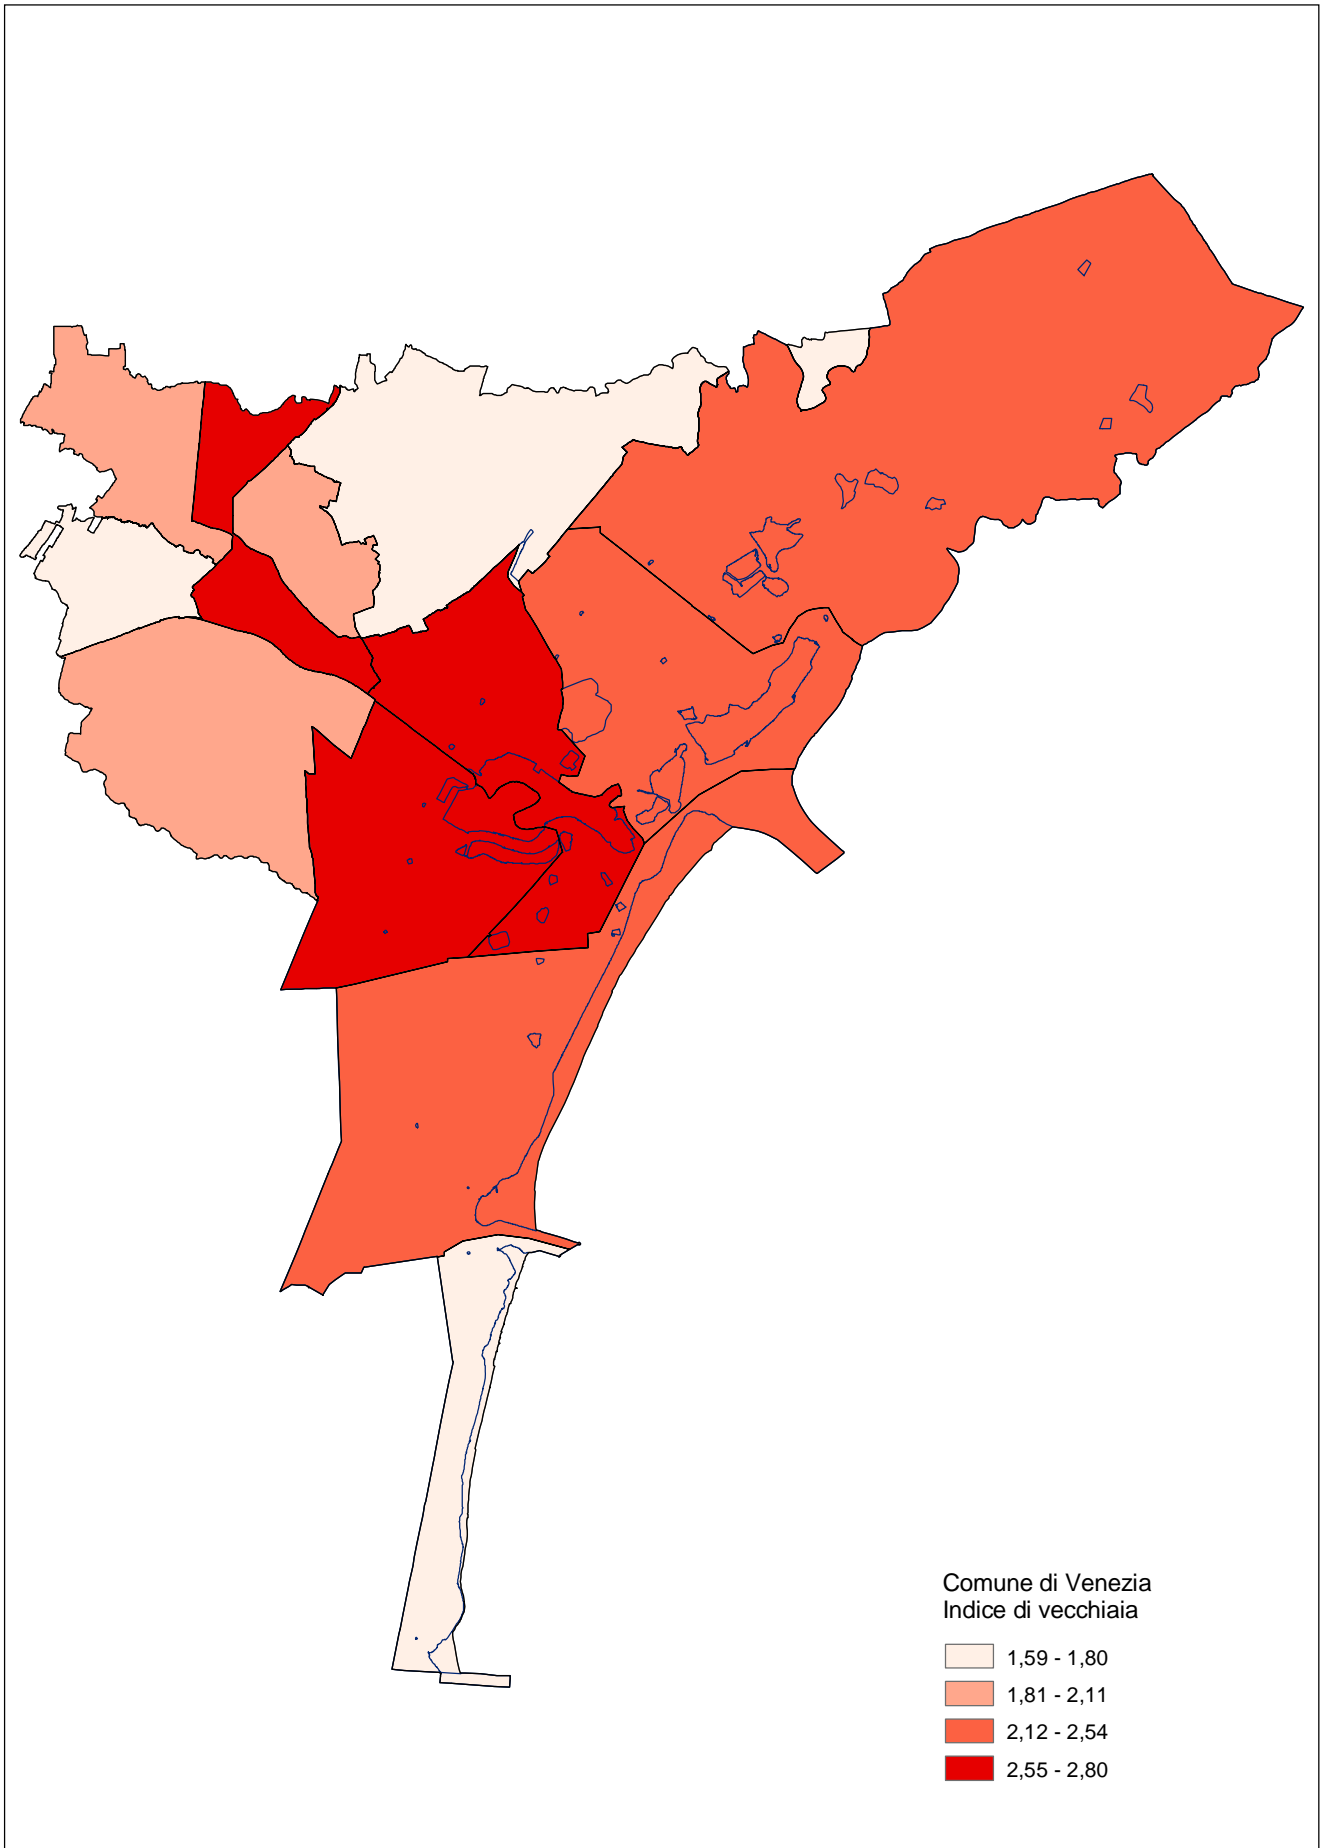 Comune di Venezia
Indice di vecchiaia
1,59 - 1,80
1,81 - 2,11
2,12 - 2,54
2,55 - 2,80